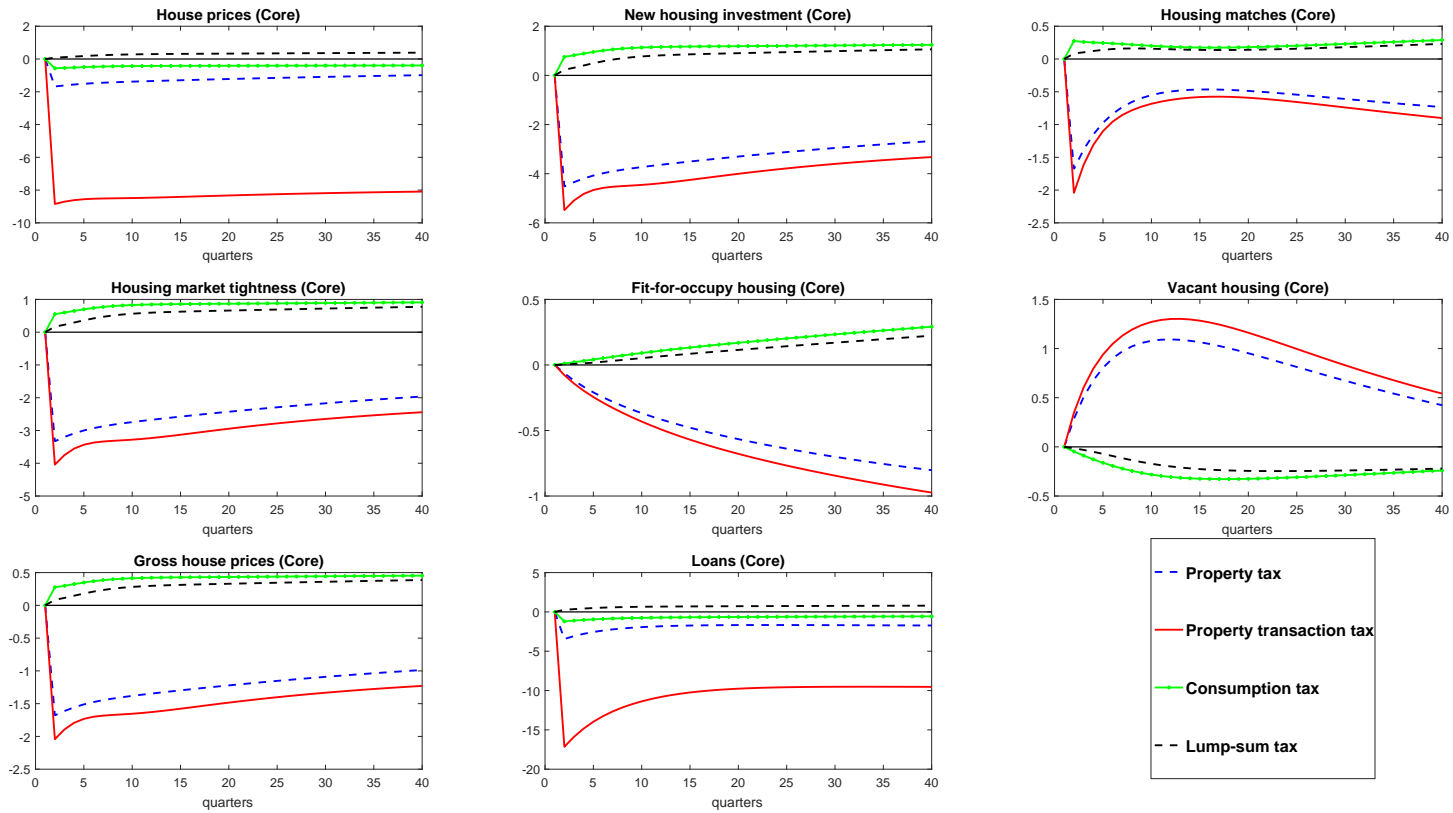 House prices (Core)
2
0
-2
-4
-6
-8
-10
0 5 10 15 20 25 30 35 40
quarters
New housing investment (Core)
4
2
0
-2
-4
-6
0 5 10 15 20 25 30 35 40
quarters
Housing matches (Core)
0.5
0
-0.5
-1
-1.5
-2
-2.5
0 5 10 15 20 25 30 35 40
quarters
Housing market tightness (Core)
1
0
-1
-2
-3
-4
-5
0 5 10 15 20 25 30 35 40
quarters
Fit-for-occupy housing (Core)
0.5
0
-0.5
-1
0 5 10 15 20 25 30 35 40
quarters
Vacant housing (Core)
1.5
1
0.5
0
-0.5
0 5 10 15 20 25 30 35 40
quarters
Gross house prices (Core)
0.5
0
-0.5
-1
-1.5
-2
-2.5
0 5 10 15 20 25 30 35 40
quarters
Loans (Core)
5
0
-5
-10
-15
-20
0 5 10 15 20 25 30 35 40
quarters
Property tax
Property transaction tax
Consumption tax
Lump-sum tax